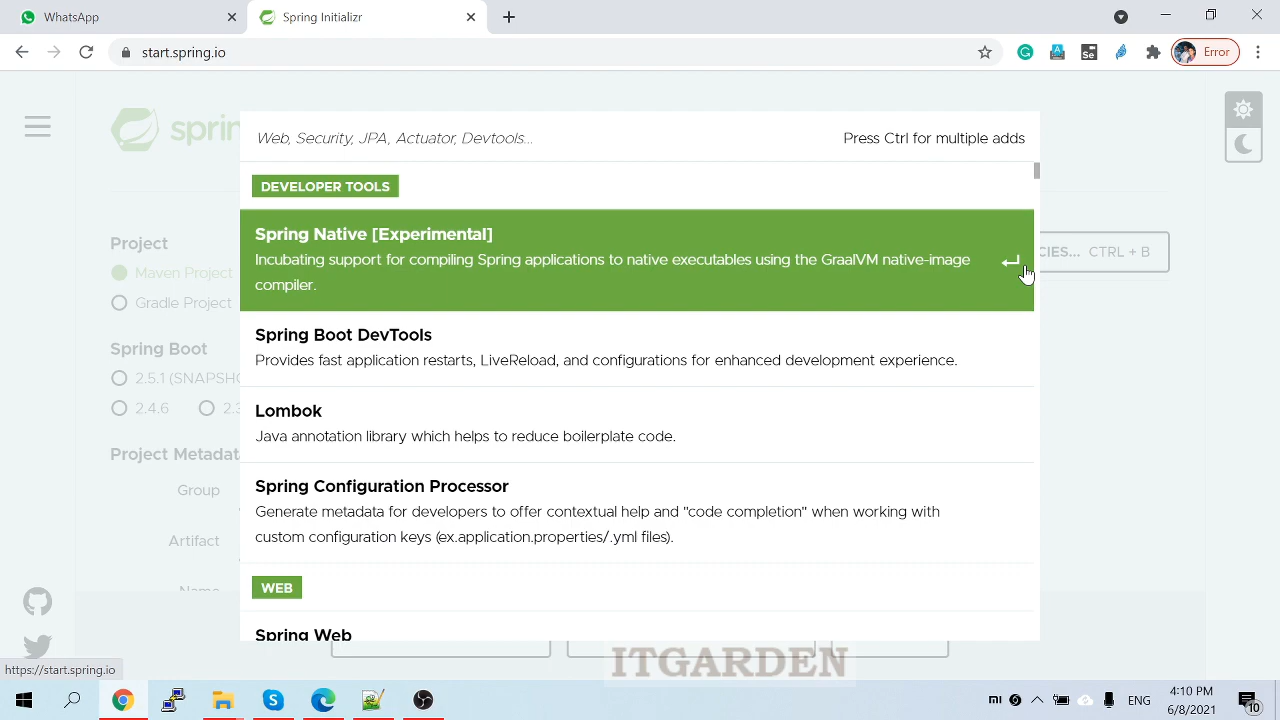 WhatsApp
Spring Initializr
start.spring.io
Error
sprin
Web, Security, JPA, Actuator, Devtools...
Press Ctrl for multiple adds
DEVELOPER TOOLS
Spring Native [Experimental]
Incubating support for compiling Spring applications to native executables using the GraalVM native-image
compiler.
CIES... CTRL + B
Spring Boot DevTools
Provides fast application restarts, LiveReload, and configurations for enhanced development experience.
Lombok
Java annotation library which helps to reduce boilerplate code.
Spring Configuration Processor
Generate metadata for developers to offer contextual help and "code completion" when working with
custom configuration keys (ex.application.properties/.yml files).
WEB
Spring Web
Project
Maven Project
Gradle Project
Spring Boot
2.5.1 (SNAPSHO
2.4.6 2.3
Project Metadata
Group
Artifact
Name
https://start.spring.io
ITGARDEN
4:10 PM
6/8/2021
10